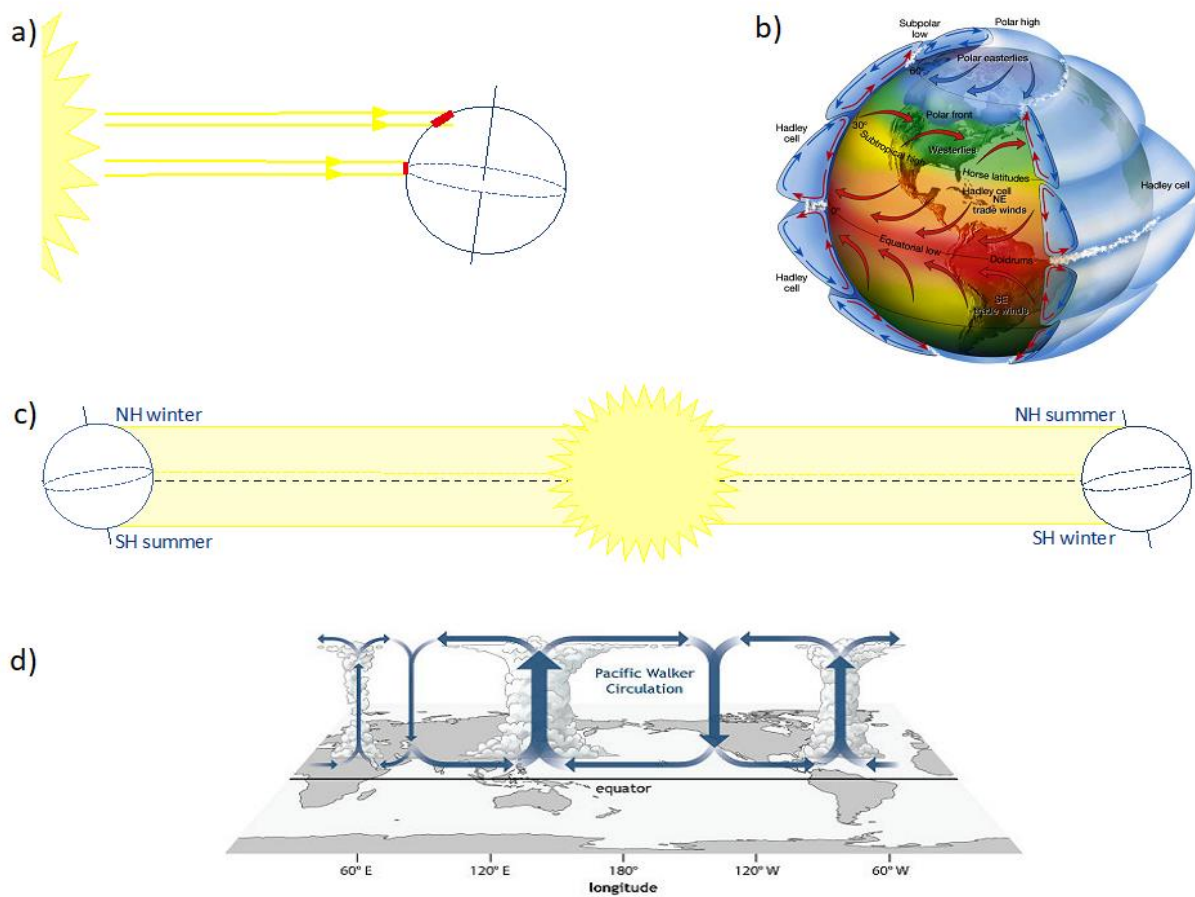 a)
b)
Subpolar
low
Polar high
Polar easterlies
60°
Hadley
cell
30°
Polar front
Subtropical high
Westerlies
Horse latitudes
Hadley cell
NE
trade winds
Hadley cell
0°
Equatorial low
Doldrums
Hadley
cell
SE
trade winds
c)
NH winter
NH summer
SH summer
SH winter
d)
Pacific Walker
Circulation
equator
60° E
120° E
180°
120° W
60° W
longitude